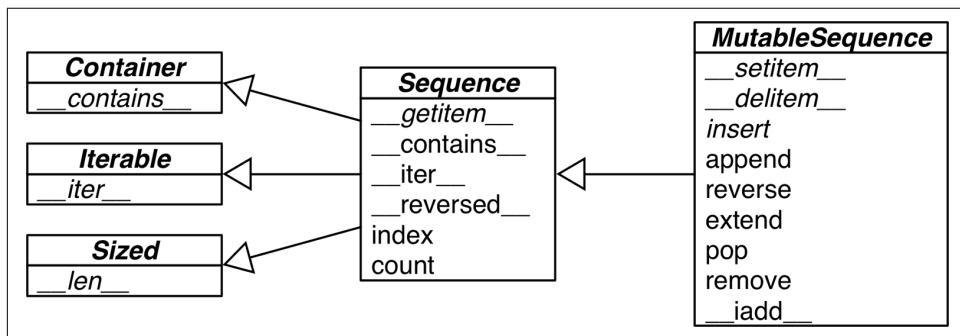 Container
__contains__
Iterable
__iter__
Sized
__len__
Sequence
__getitem__
__contains__
__iter__
__reversed__
index
count
MutableSequence
__setitem__
__delitem__
insert
append
reverse
extend
pop
remove
__iadd__